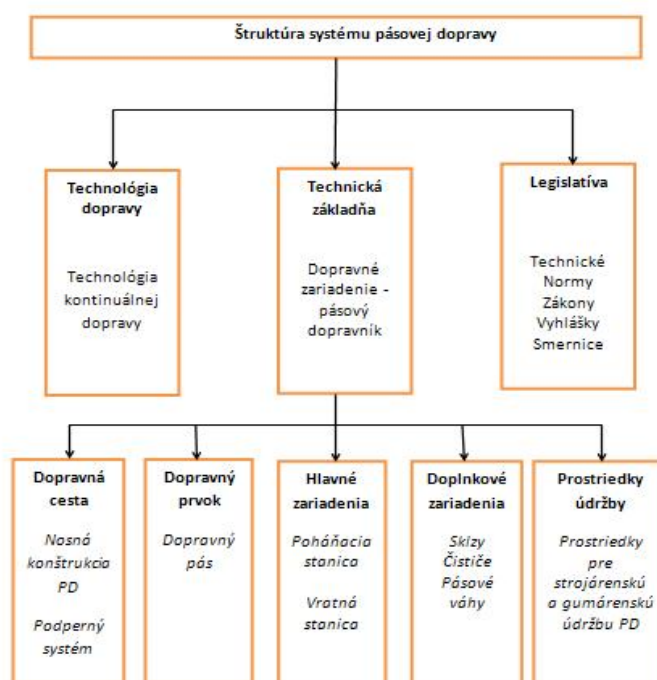 Štruktúra systému pásovej dopravy
Technológia
dopravy
Technológia
kontinuálnej
dopravy
Technická
základňa
Dopravné
zariadenie -
pásový
dopravník
Legislatíva
Technické
Normy
Zákony
Vyhlášky
Smernice
Dopravná
cesta
Nosná
konštrukcia
PD
Podperný
systém
Dopravný
prvok
Dopravný
pás
Hlavné
zariadenia
Poháňacia
stanica
Vratná
stanica
Doplnkové
zariadenia
Sklzy
Čističe
Pásové
váhy
Prostriedky
údržby
Prostriedky
pre
strojárenskú
a gumárenskú
údržbu PD